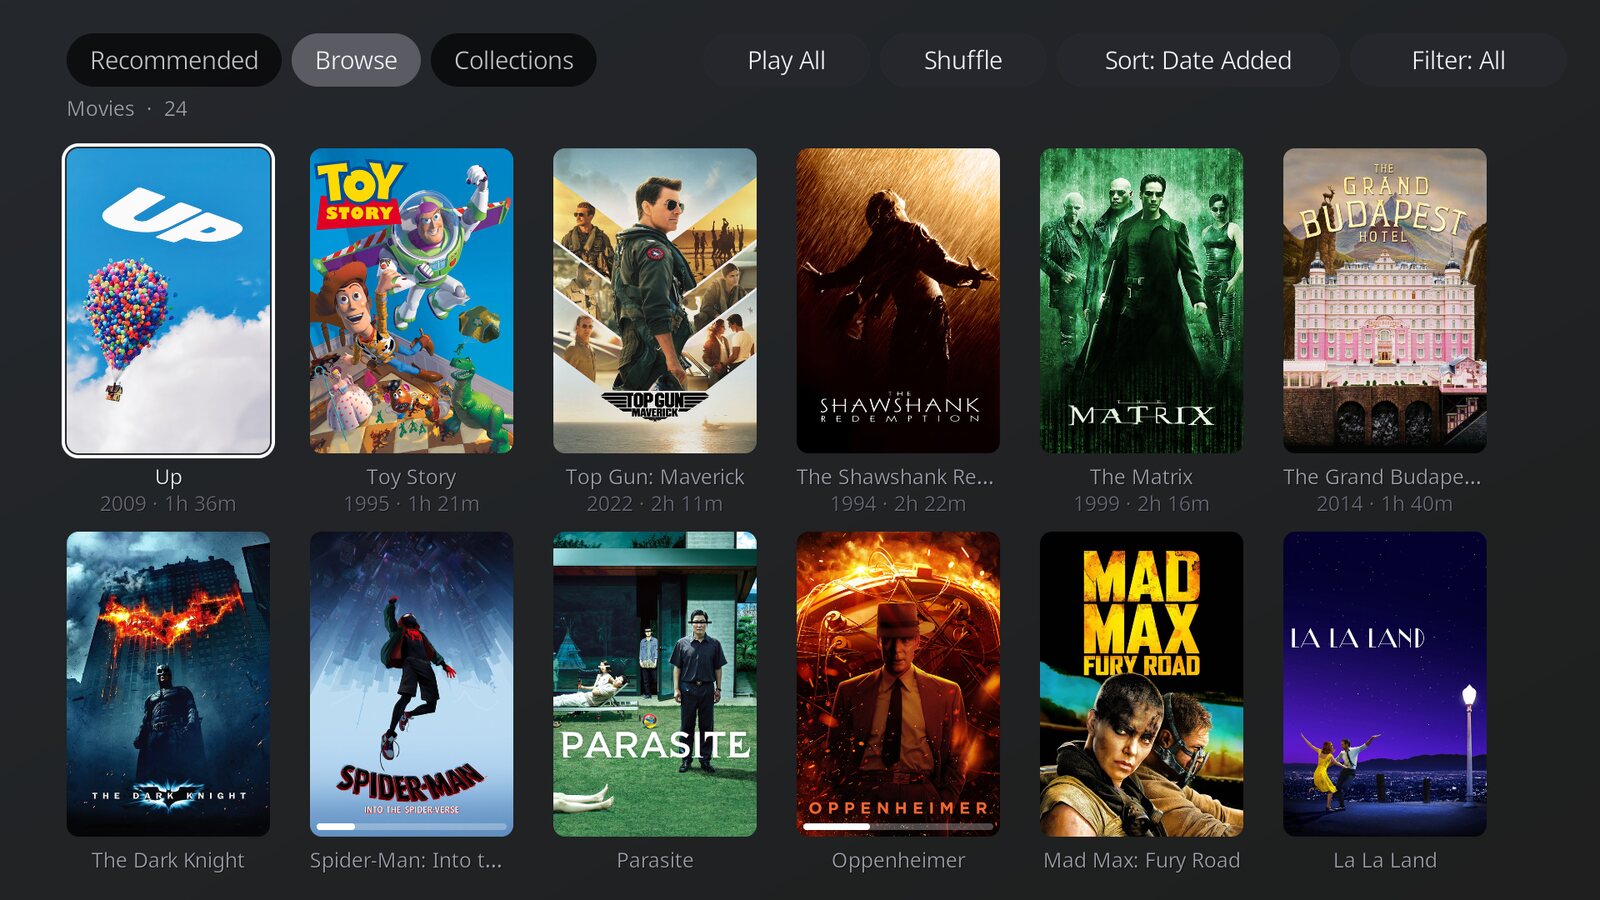 Recommended
Browse
Collections
Play All
Shuffle
Sort: Date Added
Filter: All
Movies · 24
UP
TOY
STORY
TOP GUN
MAVERICK
THE
SHAWSHANK
REDEMPTION
THE
MATRIX
THE
GRAND
BUDAPEST
HOTEL
Up
2009 · 1h 36m
Toy Story
1995 · 1h 21m
Top Gun: Maverick
2022 · 2h 11m
The Shawshank Re...
1994 · 2h 22m
The Matrix
1999 · 2h 16m
The Grand Budape...
2014 · 1h 40m
THE DARK KNIGHT
SPIDER-MAN
INTO THE SPIDER-VERSE
PARASITE
OPPENHEIMER
MAD
MAX
FURY ROAD
LA LA LAND
The Dark Knight
Spider-Man: Into t...
Parasite
Oppenheimer
Mad Max: Fury Road
La La Land